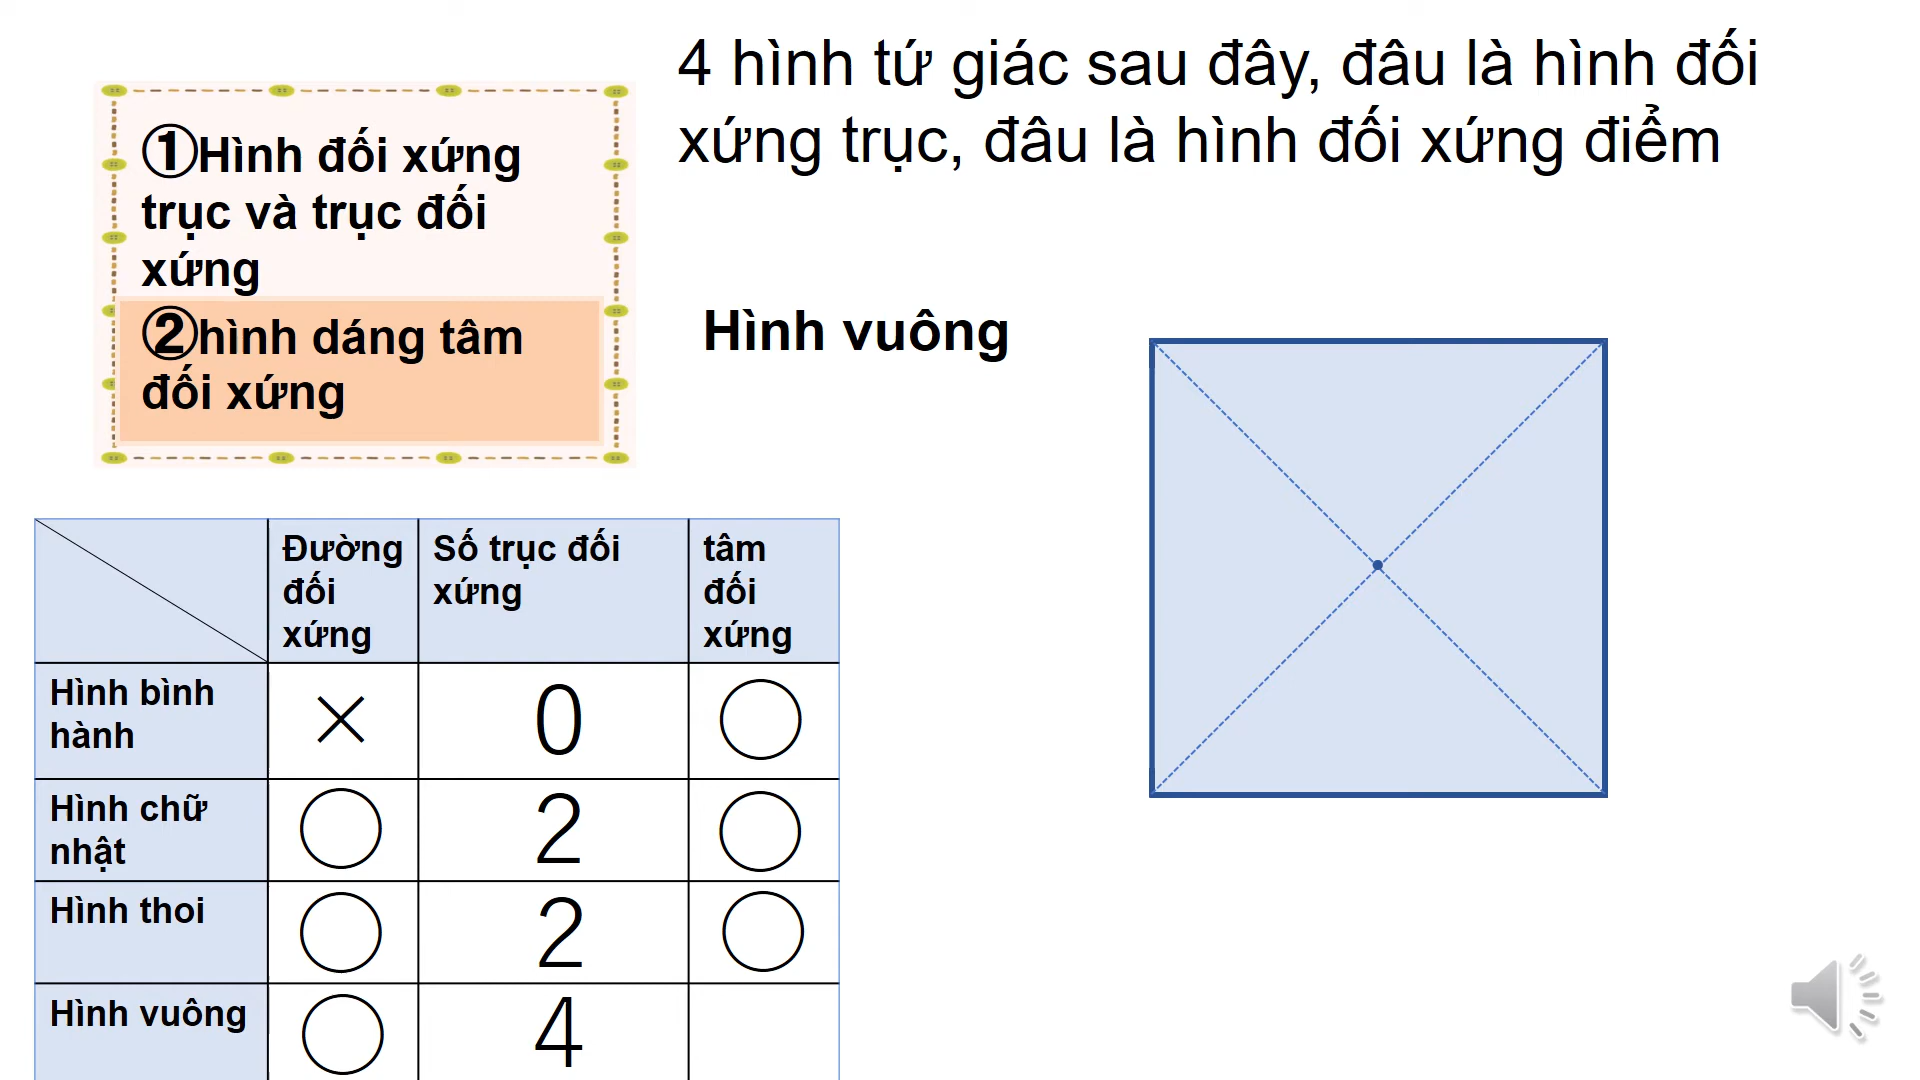 4 hình tứ giác sau đây, đâu là hình đối
xứng trục, đâu là hình đối xứng điểm
①Hình đối xứng
trục và trục đối
xứng
②hình dáng tâm
đối xứng
Hình vuông
Đường
đối
xứng
Số trục đối
xứng
tâm
đối
xứng
Hình bình
hành
×
0
○
Hình chữ
nhật
○
2
○
Hình thoi
○
2
○
Hình vuông
○
4